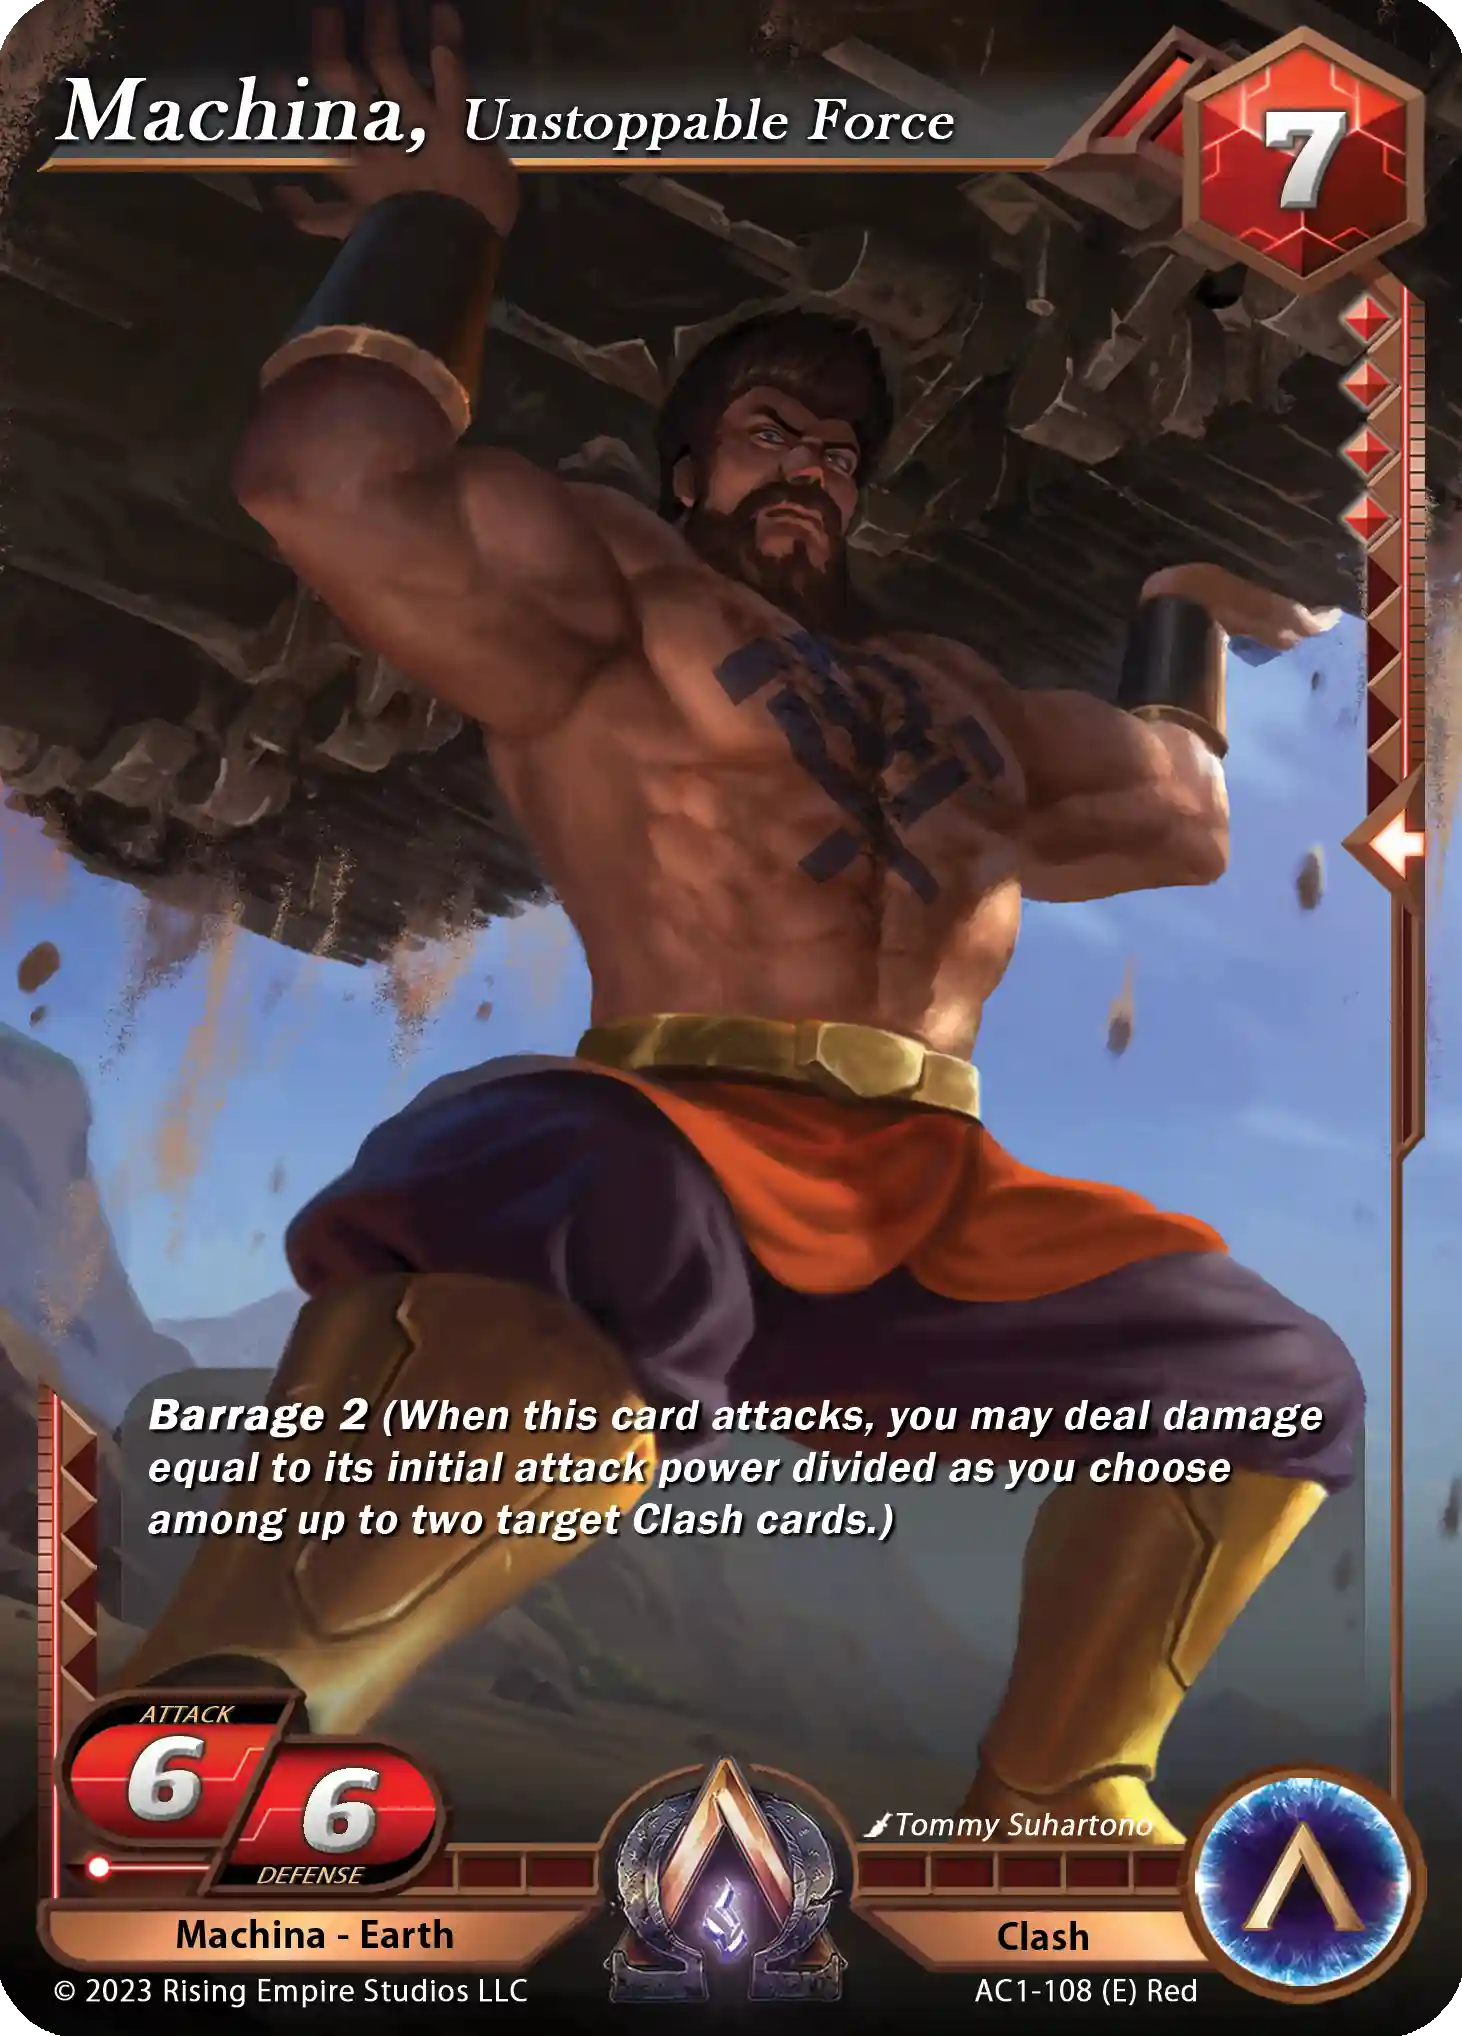 Machina, Unstoppable Force
7
Barrage 2 (When this card attacks, you may deal damage
equal to its initial attack power divided as you choose
among up to two target Clash cards.)
ATTACK
6
6
DEFENSE
Tommy Suhartono
Machina - Earth
Clash
© 2023 Rising Empire Studios LLC
AC1-108 (E) Red